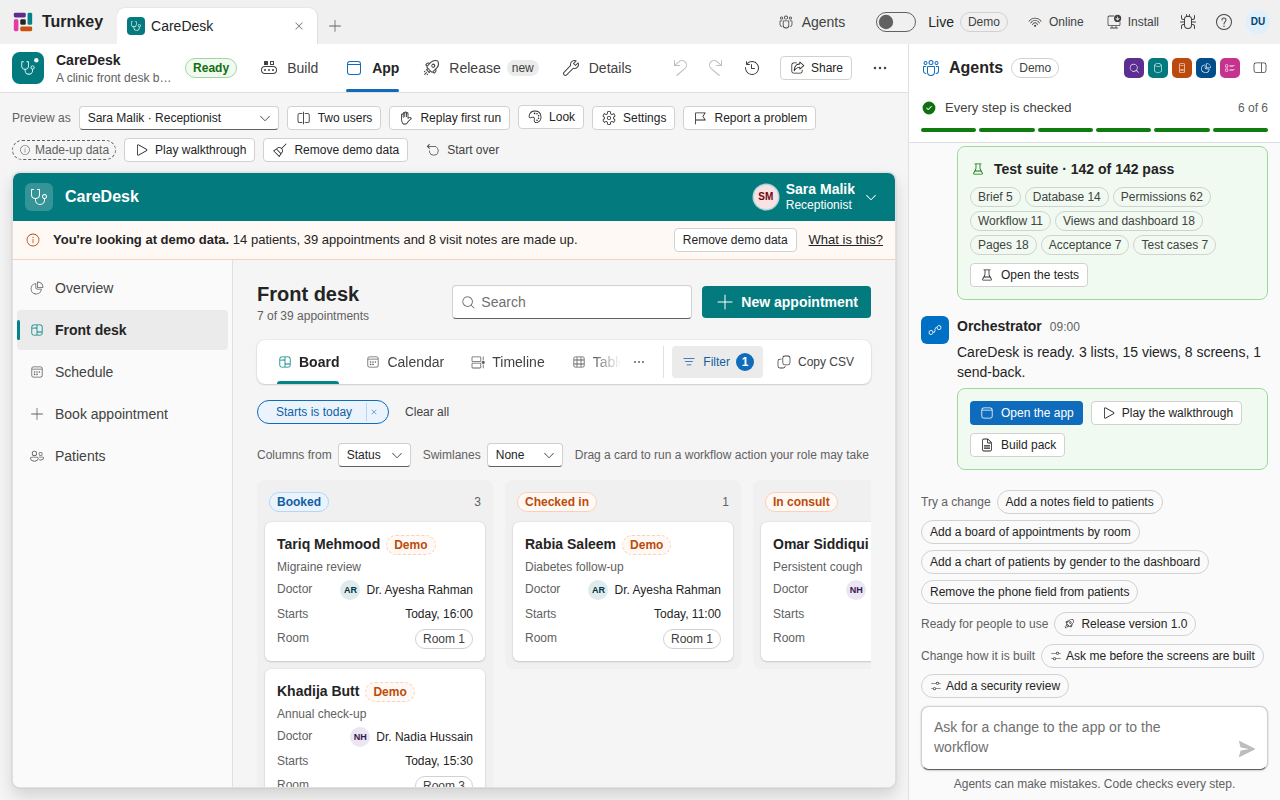 Turnkey
CareDesk
Agents
Live
Demo
Online
Install
DU
CareDesk
A clinic front desk b…
Ready
Build
App
Release new
Details
Share
Preview as
Sara Malik · Receptionist
Two users
Replay first run
Look
Settings
Report a problem
Made-up data
Play walkthrough
Remove demo data
Start over
CareDesk
SM
Sara Malik
Receptionist
You're looking at demo data. 14 patients, 39 appointments and 8 visit notes are made up.
Remove demo data
What is this?
Overview
Front desk
Schedule
Book appointment
Patients
Front desk
7 of 39 appointments
Search
New appointment
Board
Calendar
Timeline
Filter 1
Copy CSV
Starts is today
Clear all
Columns from
Status
Swimlanes
None
Drag a card to run a workflow action your role may take
Booked 3
Tariq Mehmood Demo
Migraine review
Doctor AR Dr. Ayesha Rahman
Starts Today, 16:00
Room Room 1
Khadija Butt Demo
Annual check-up
Doctor NH Dr. Nadia Hussain
Starts Today, 15:30
Room Room 3
Checked in 1
Rabia Saleem Demo
Diabetes follow-up
Doctor AR Dr. Ayesha Rahman
Starts Today, 11:00
Room Room 1
In consult
Omar Siddiqui
Persistent cough
Doctor NH
Starts
Room
Agents
Demo
Every step is checked
6 of 6
Test suite · 142 of 142 pass
Brief 5
Database 14
Permissions 62
Workflow 11
Views and dashboard 18
Pages 18
Acceptance 7
Test cases 7
Open the tests
Orchestrator 09:00
CareDesk is ready. 3 lists, 15 views, 8 screens, 1
send-back.
Open the app
Play the walkthrough
Build pack
Try a change
Add a notes field to patients
Add a board of appointments by room
Add a chart of patients by gender to the dashboard
Remove the phone field from patients
Ready for people to use
Release version 1.0
Change how it is built
Ask me before the screens are built
Add a security review
Ask for a change to the app or to the
workflow
Agents can make mistakes. Code checks every step.